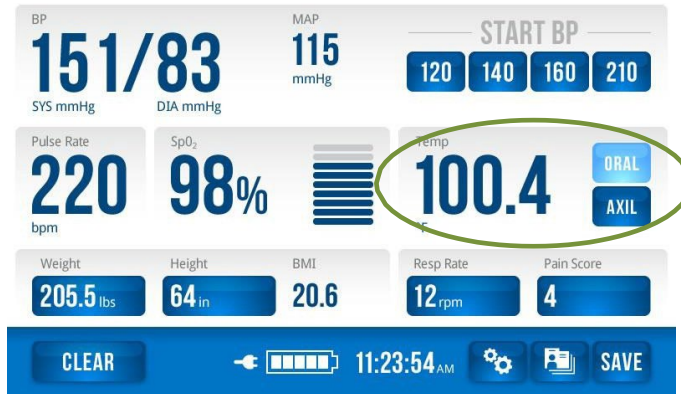 BP
151/83
SYS mmHg DIA mmHg
MAP
115
mmHg
START BP
120 140 160 210
Pulse Rate
220
bpm
SpO₂
98%
Temp
100.4
°F
ORAL
AXIL
Weight
205.5 lbs
Height
64 in
BMI
20.6
Resp Rate
12 rpm
Pain Score
4
CLEAR
11:23:54 AM
SAVE